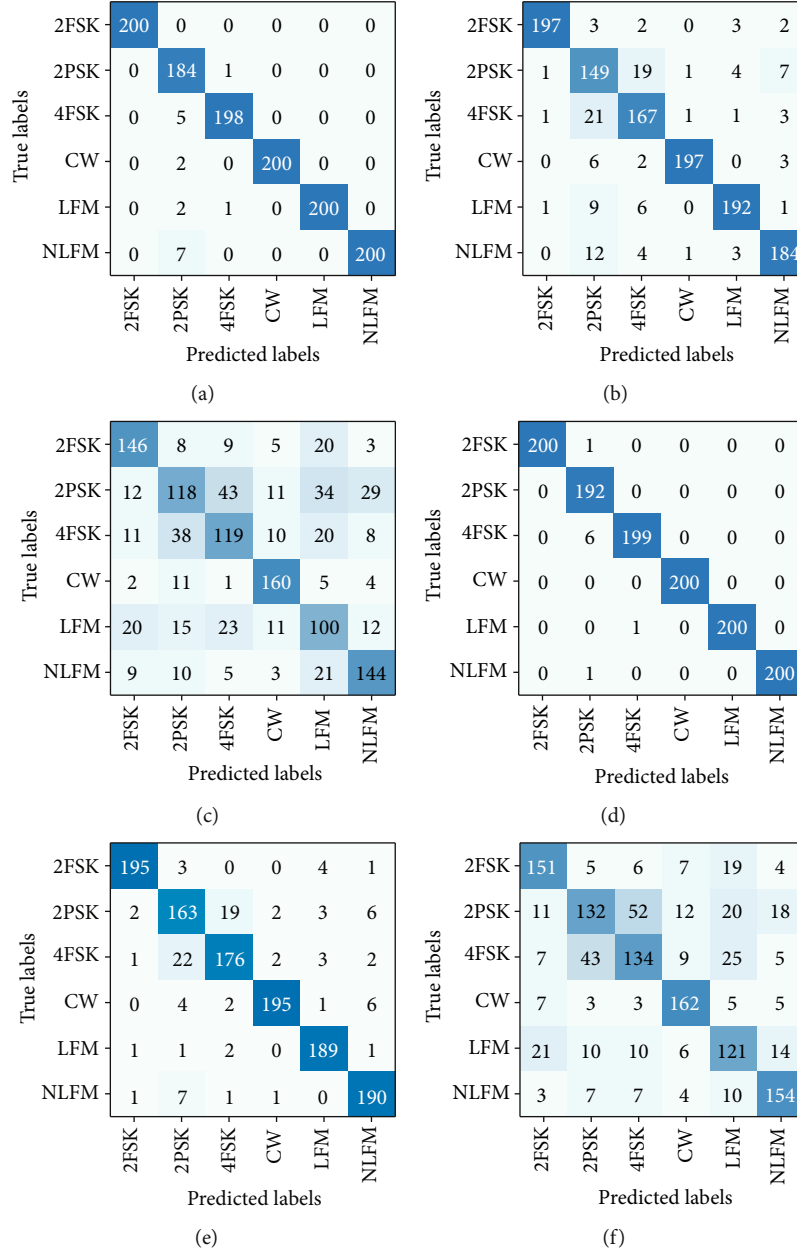 2FSK 200 0 0 0 0 0
2PSK 0 184 1 0 0 0
4FSK 0 5 198 0 0 0
CW 0 2 0 200 0 0
LFM 0 2 1 0 200 0
NLFM 0 7 0 0 0 200
True labels
2FSK 2PSK 4FSK CW LFM NLFM
Predicted labels
(a)
2FSK 197 3 2 0 3 2
2PSK 1 149 19 1 4 7
4FSK 1 21 167 1 1 3
CW 0 6 2 197 0 3
LFM 1 9 6 0 192 1
NLFM 0 12 4 1 3 184
True labels
2FSK 2PSK 4FSK CW LFM NLFM
Predicted labels
(b)
2FSK 146 8 9 5 20 3
2PSK 12 118 43 11 34 29
4FSK 11 38 119 10 20 8
CW 2 11 1 160 5 4
LFM 20 15 23 11 100 12
NLFM 9 10 5 3 21 144
True labels
2FSK 2PSK 4FSK CW LFM NLFM
Predicted labels
(c)
2FSK 200 1 0 0 0 0
2PSK 0 192 0 0 0 0
4FSK 0 6 199 0 0 0
CW 0 0 0 200 0 0
LFM 0 0 1 0 200 0
NLFM 0 1 0 0 0 200
True labels
2FSK 2PSK 4FSK CW LFM NLFM
Predicted labels
(d)
2FSK 195 3 0 0 4 1
2PSK 2 163 19 2 3 6
4FSK 1 22 176 2 3 2
CW 0 4 2 195 1 6
LFM 1 1 2 0 189 1
NLFM 1 7 1 1 0 190
True labels
2FSK 2PSK 4FSK CW LFM NLFM
Predicted labels
(e)
2FSK 151 5 6 7 19 4
2PSK 11 132 52 12 20 18
4FSK 7 43 134 9 25 5
CW 7 3 3 162 5 5
LFM 21 10 10 6 121 14
NLFM 3 7 7 4 10 154
True labels
2FSK 2PSK 4FSK CW LFM NLFM
Predicted labels
(f)